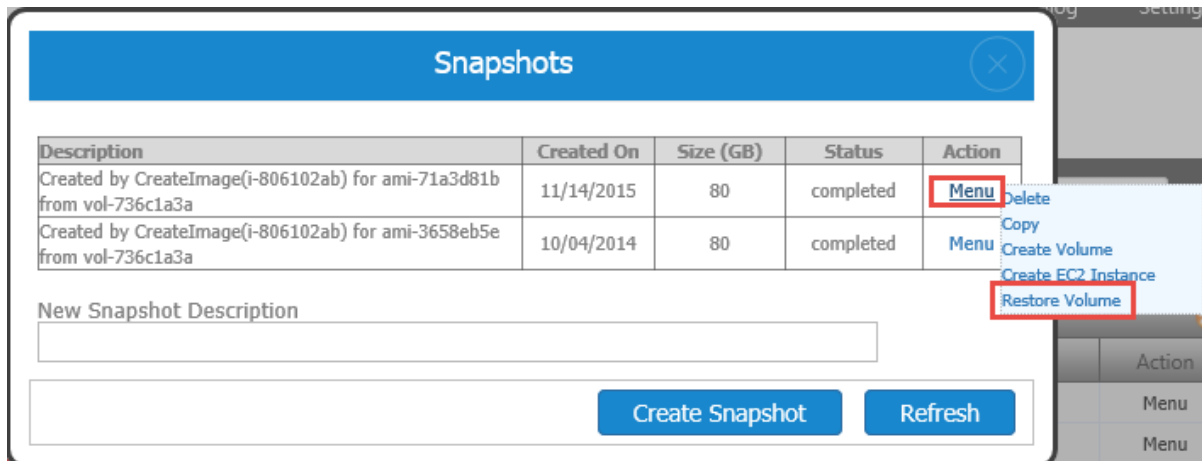 Snapshots
Description Created On Size (GB) Status Action
Created by CreateImage(i-806102ab) for ami-71a3d81b
from vol-736c1a3a
11/14/2015 80 completed Menu
Created by CreateImage(i-806102ab) for ami-3658eb5e
from vol-736c1a3a
10/04/2014 80 completed Menu
Delete
Copy
Create Volume
Create EC2 Instance
Restore Volume
New Snapshot Description
Create Snapshot Refresh
Action
Menu
Menu